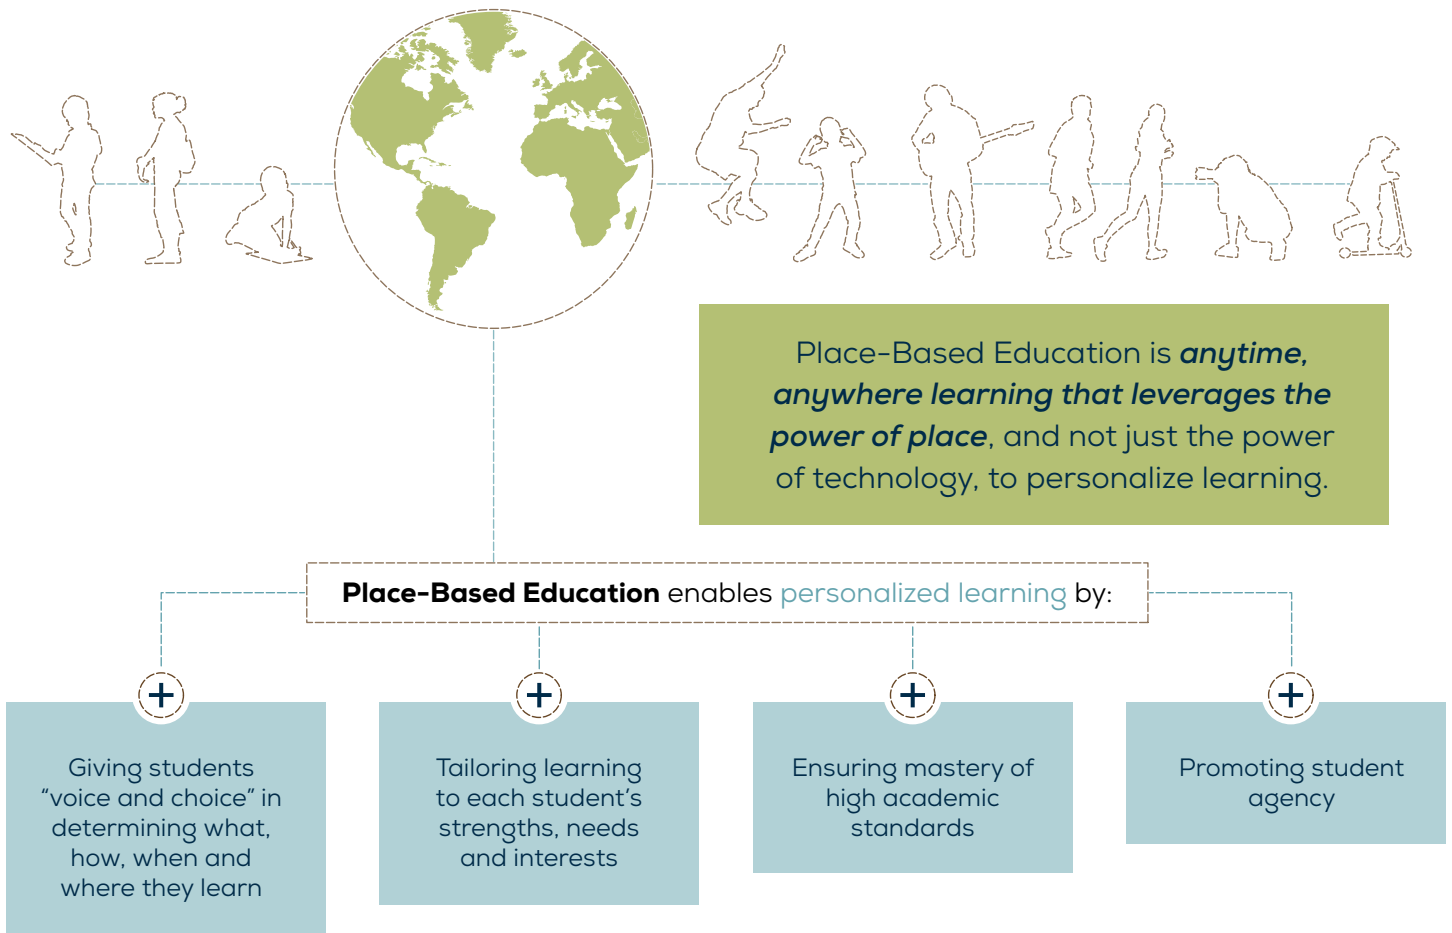 Place-Based Education is anytime,
anywhere learning that leverages the
power of place, and not just the power
of technology, to personalize learning.
Place-Based Education enables personalized learning by:
+
Giving students
“voice and choice” in
determining what,
how, when and
where they learn
+
Tailoring learning
to each student’s
strengths, needs
and interests
+
Ensuring mastery of
high academic
standards
+
Promoting student
agency